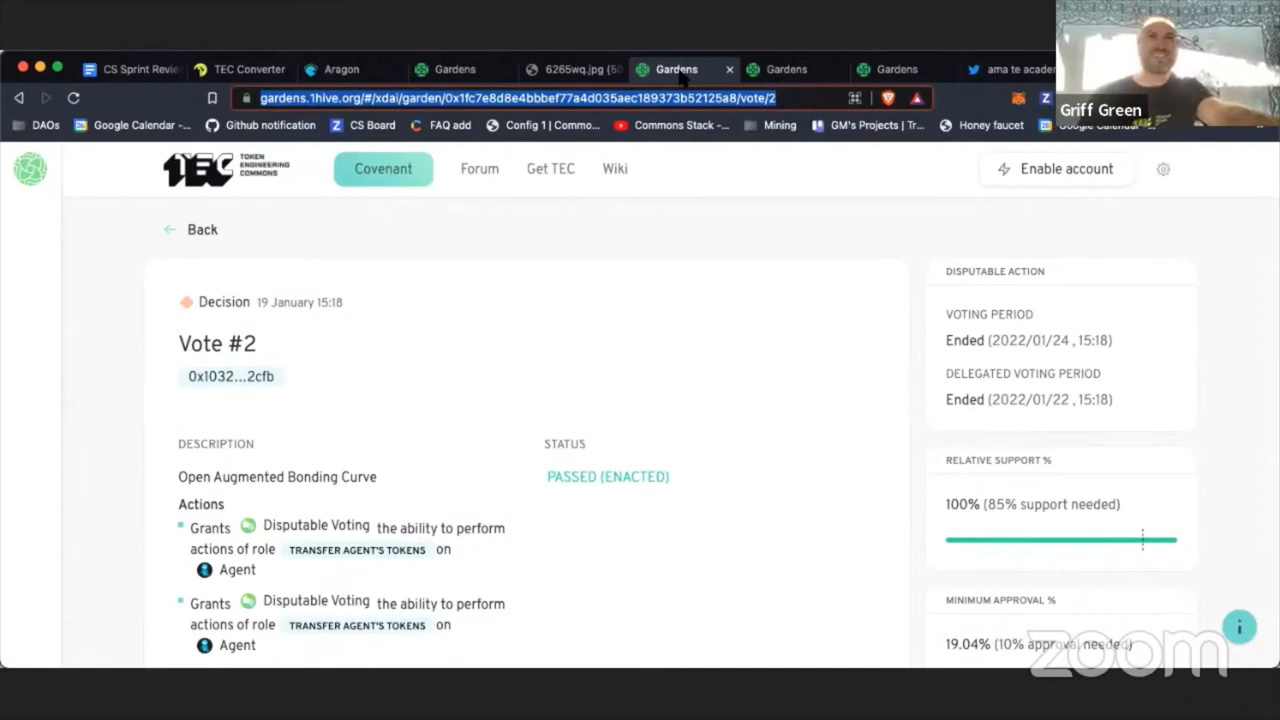 CS Sprint Revie
TEC Converter
Aragon
Gardens
6265wq.jpg (50
Gardens
Gardens
Gardens
ama te acader
gardens.1hive.org/#/xdai/garden/0x1fc7e8d8e4bbbef77a4d035aec189373b52125a8/vote/2
Griff Green
DAOs
Google Calendar -...
Github notification
CS Board
FAQ add
Config 1 | Commo...
Commons Stack -...
Mining
GM's Projects | Tr...
Honey faucet
TEC
TOKEN
ENGINEERING
COMMONS
Covenant
Forum
Get TEC
Wiki
Enable account
Back
Decision 19 January 15:18
Vote #2
0x1032...2cfb
DESCRIPTION
STATUS
Open Augmented Bonding Curve
PASSED (ENACTED)
Actions
Grants Disputable Voting the ability to perform
actions of role TRANSFER AGENT'S TOKENS on
Agent
Grants Disputable Voting the ability to perform
actions of role TRANSFER AGENT'S TOKENS on
Agent
DISPUTABLE ACTION
VOTING PERIOD
Ended (2022/01/24 , 15:18)
DELEGATED VOTING PERIOD
Ended (2022/01/22 , 15:18)
RELATIVE SUPPORT %
100% (85% support needed)
MINIMUM APPROVAL %
19.04% (10% approval needed)
zoom